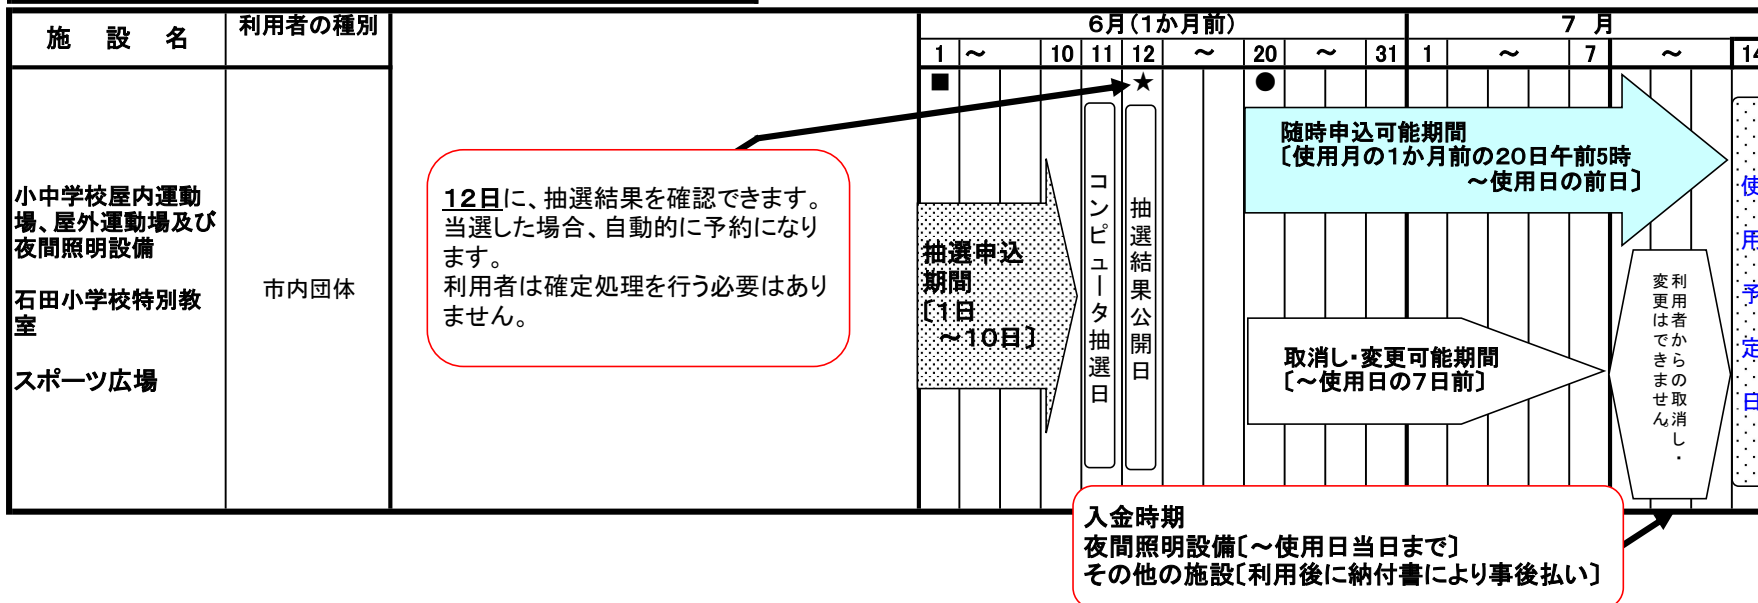 施　設　名
利用者の種別
6月(1か月前)
7　月
1
～
10
11
12
～
20
～
31
1
～
7
～
14
■
★
●
小中学校屋内運動
場、屋外運動場及び
夜間照明設備
石田小学校特別教
室
スポーツ広場
市内団体
12日に、抽選結果を確認できます。
当選した場合、自動的に予約になり
ます。
利用者は確定処理を行う必要はあり
ません。
抽選申込
期間
〔1日
～10日〕
コンピュータ抽選日
抽選結果公開日
随時申込可能期間
〔使用月の1か月前の20日午前5時
～使用日の前日〕
取消し・変更可能期間
〔～使用日の7日前〕
利用者からの取消し・
変更はできません。
使用予定日
入金時期
夜間照明設備〔～使用日当日まで〕
その他の施設〔利用後に納付書により事後払い〕